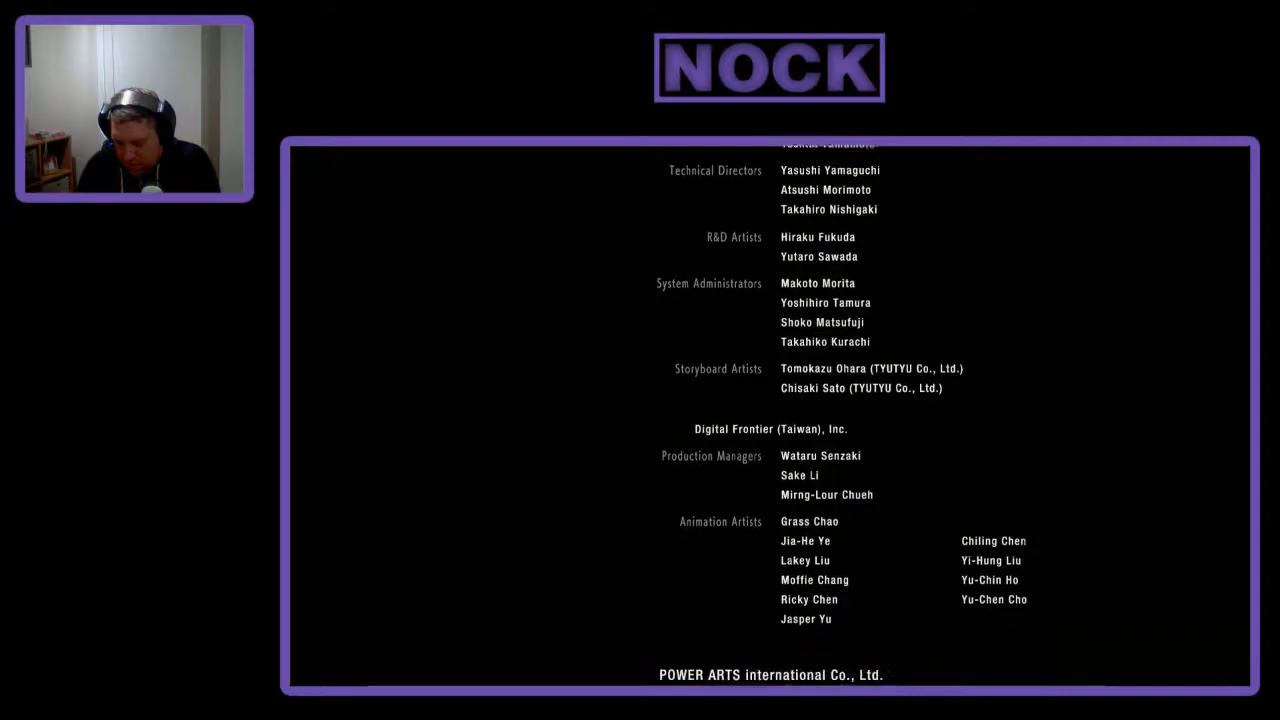 NOCK
Technical Directors Yasushi Yamaguchi
Atsushi Morimoto
Takahiro Nishigaki
R&D Artists Hiraku Fukuda
Yutaro Sawada
System Administrators Makoto Morita
Yoshihiro Tamura
Shoko Matsufuji
Takahiko Kurachi
Storyboard Artists Tomokazu Ohara (TYUTYU Co., Ltd.)
Chisaki Sato (TYUTYU Co., Ltd.)
Digital Frontier (Taiwan), Inc.
Production Managers Wataru Senzaki
Sake Li
Mirng-Lour Chueh
Animation Artists Grass Chao
Jia-He Ye Chiling Chen
Lakey Liu Yi-Hung Liu
Moffie Chang Yu-Chin Ho
Ricky Chen Yu-Chen Cho
Jasper Yu
POWER ARTS international Co., Ltd.